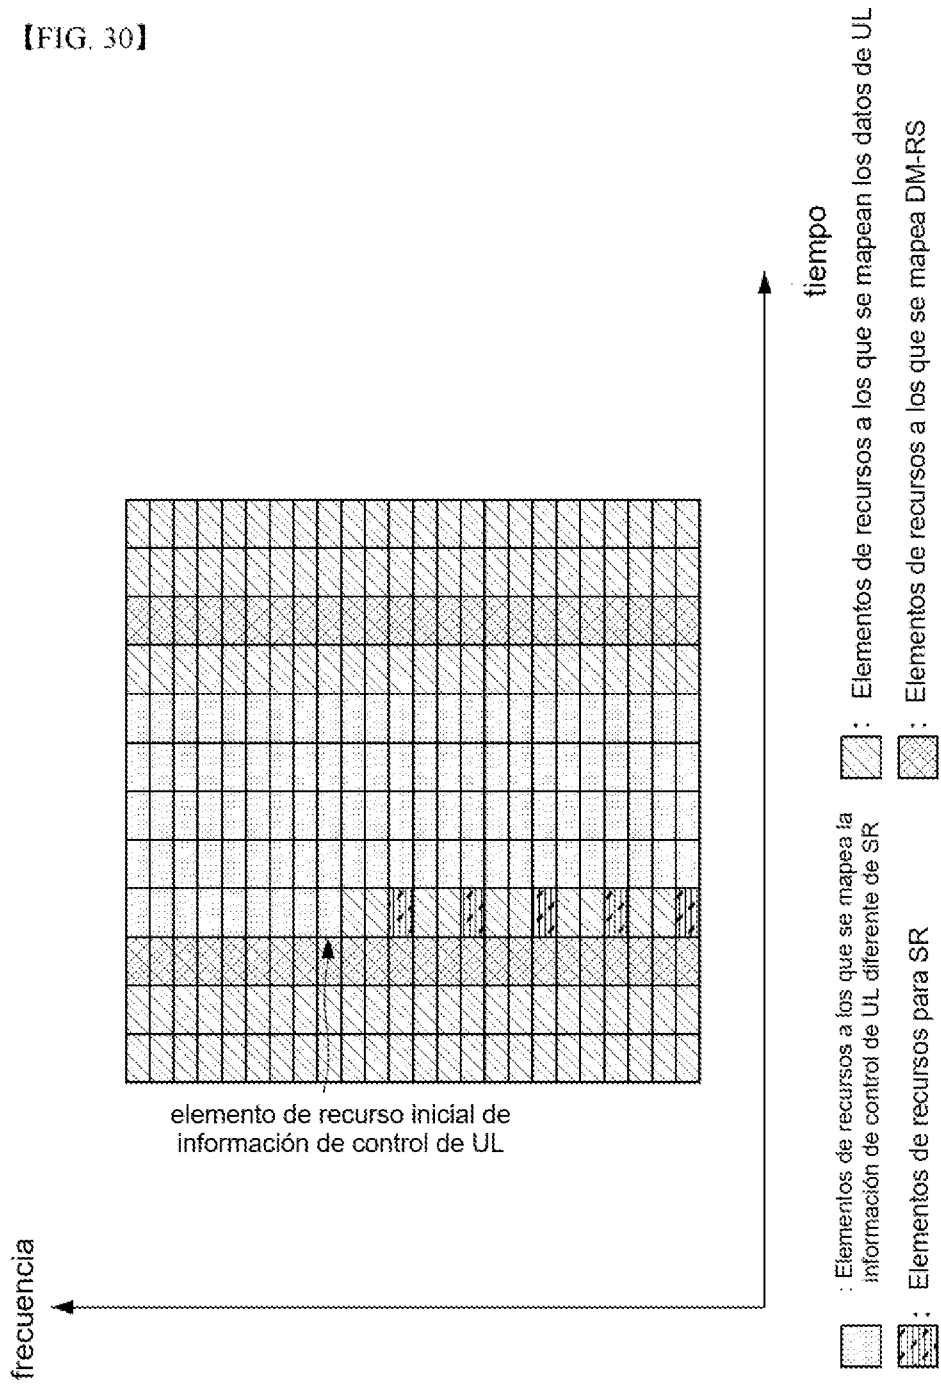 【FIG. 30】
frecuencia
tiempo
elemento de recurso inicial de
información de control de UL
: Elementos de recursos a los que se mapea la
información de control de UL diferente de SR
: Elementos de recursos para SR
: Elementos de recursos a los que se mapean los datos de UL
: Elementos de recursos a los que se mapea DM-RS